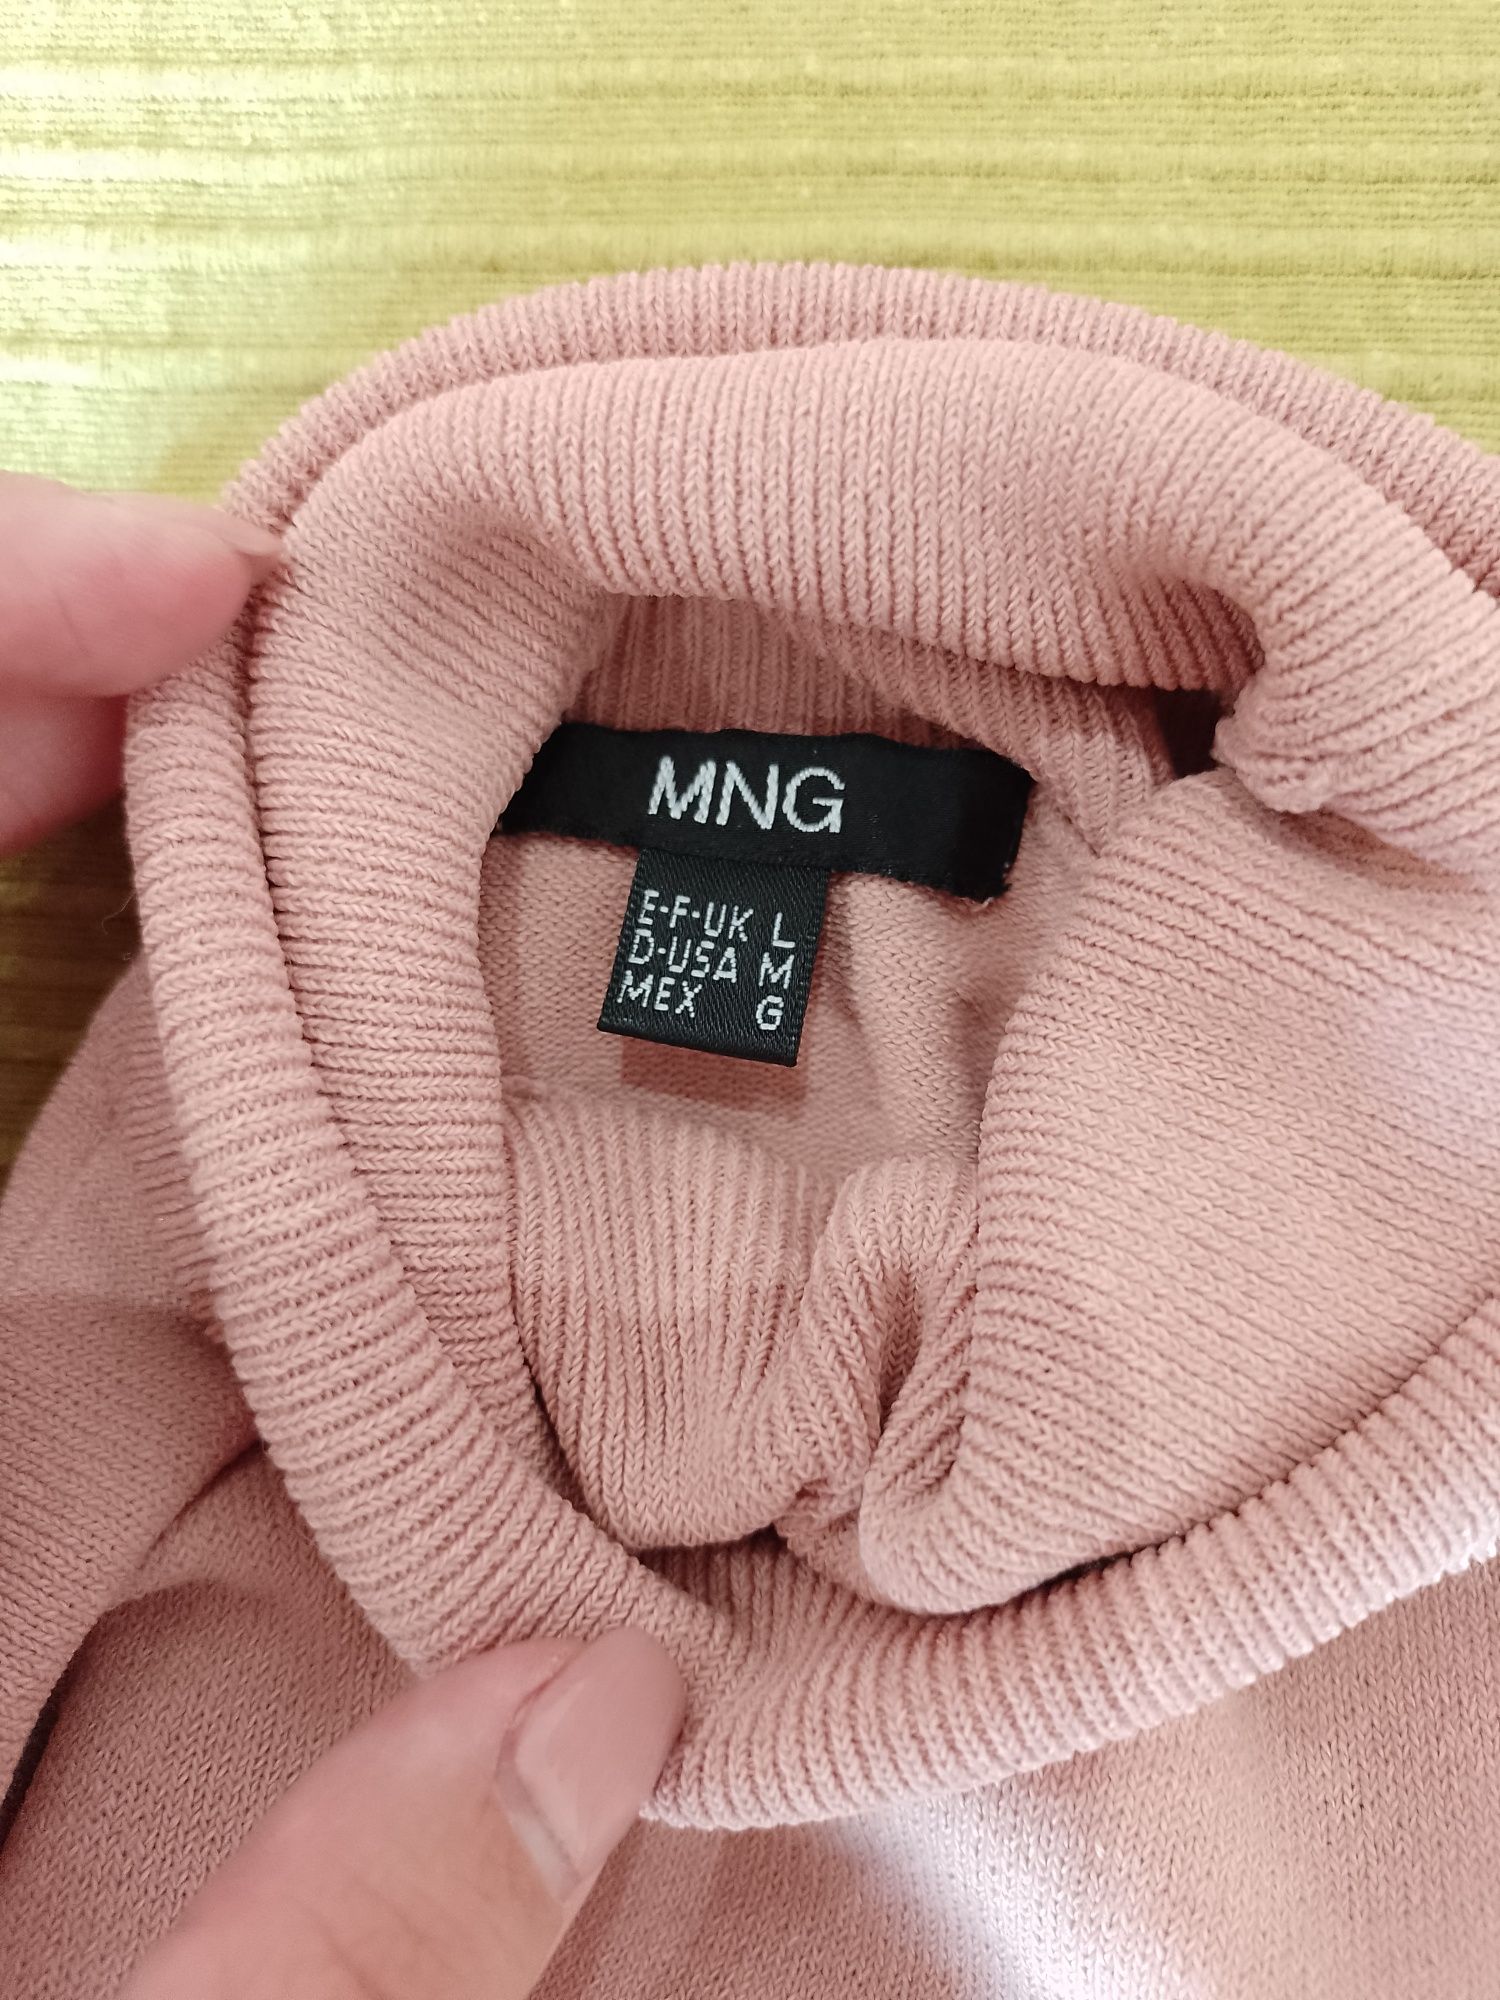 MNG
E-F-UK L
D-USA M
MEX G